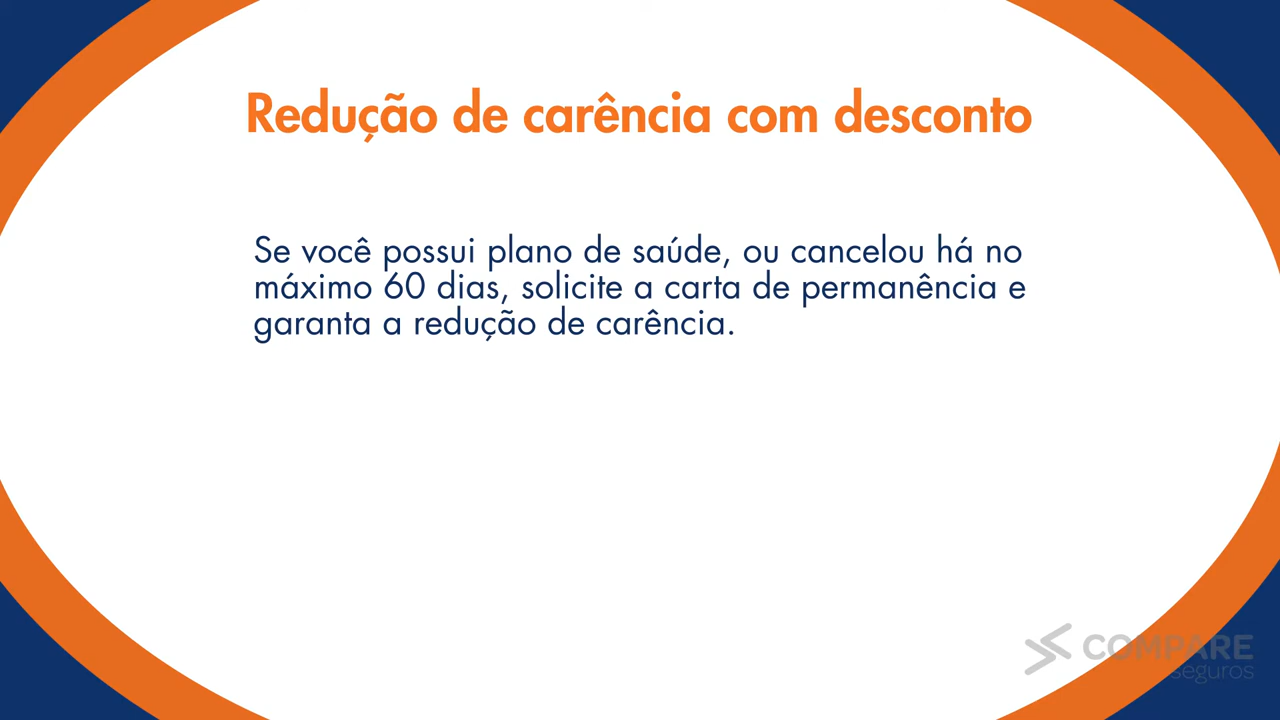 Redução de carência com desconto
Se você possui plano de saúde, ou cancelou há no
máximo 60 dias, solicite a carta de permanência e
garanta a redução de carência.
COMPARE
seguros